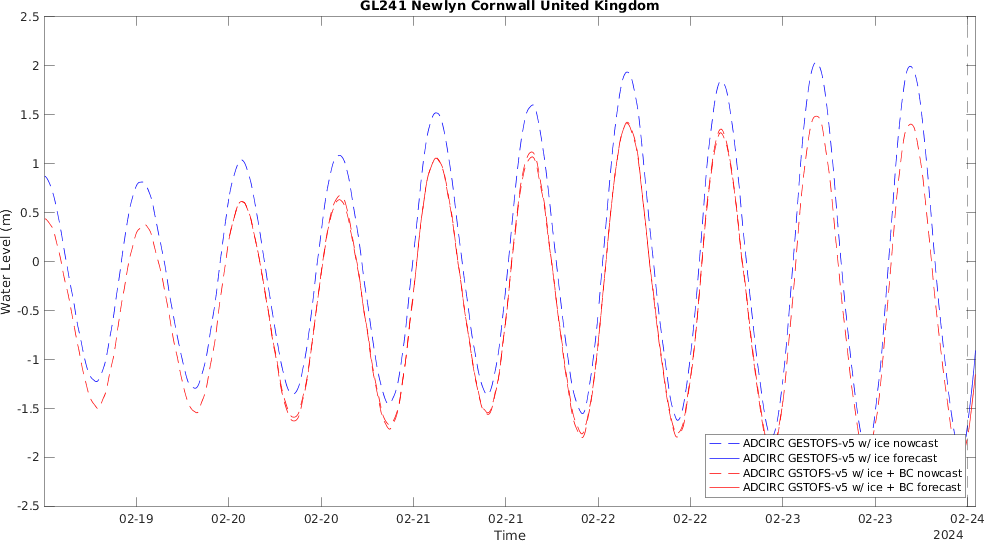 GL241 Newlyn Cornwall United Kingdom
2.5
2
1.5
1
0.5
0
-0.5
-1
-1.5
-2
-2.5
Water Level (m)
ADCIRC GESTOFS-v5 w/ ice nowcast
ADCIRC GESTOFS-v5 w/ ice forecast
ADCIRC GSTOFS-v5 w/ ice + BC nowcast
ADCIRC GSTOFS-v5 w/ ice + BC forecast
02-19 02-20 02-20 02-21 02-21 02-22 02-22 02-23 02-23 02-24
Time 2024